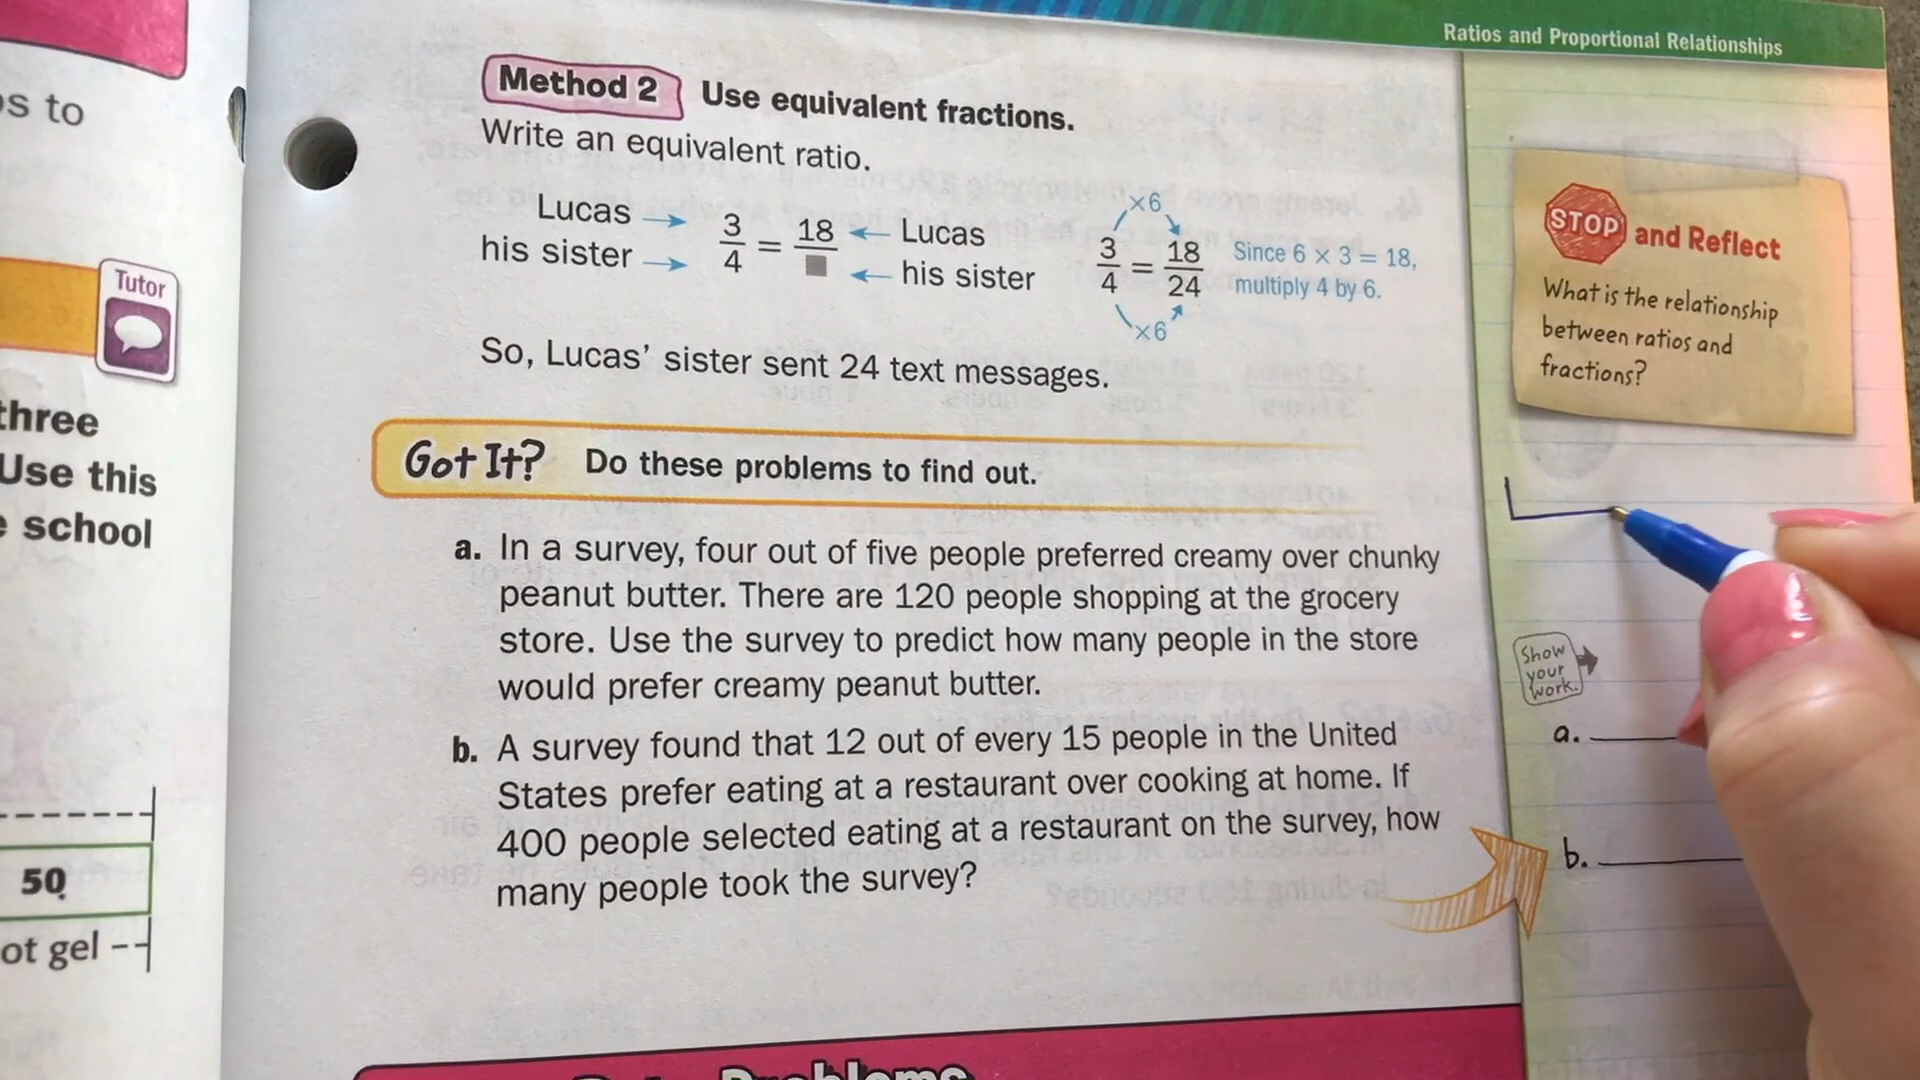 Ratios and Proportional Relationships
s to
Tutor
three
Use this
school
50
ot gel
Method 2 Use equivalent fractions.
Write an equivalent ratio.
Lucas → 3/4 = 18/■ ← Lucas
his sister → ← his sister
×6
3/4 = 18/24
×6
Since 6 × 3 = 18,
multiply 4 by 6.
So, Lucas’ sister sent 24 text messages.
Got It? Do these problems to find out.
a. In a survey, four out of five people preferred creamy over chunky
peanut butter. There are 120 people shopping at the grocery
store. Use the survey to predict how many people in the store
would prefer creamy peanut butter.
b. A survey found that 12 out of every 15 people in the United
States prefer eating at a restaurant over cooking at home. If
400 people selected eating at a restaurant on the survey, how
many people took the survey?
STOP and Reflect
What is the relationship
between ratios and
fractions?
Show
your
work.
a.
b.
Problems